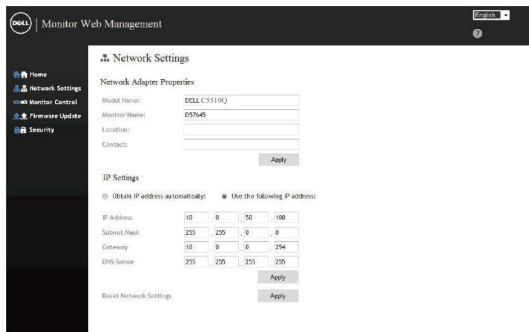 DELL | Monitor Web Management
English
?
Home
Network Settings
Monitor Control
Firmware Update
Security
Network Settings
Network Adapter Properties
Model Name: DELL C5519Q
Monitor Name: D57645
Location:
Contact:
Apply
IP Settings
Obtain IP address automatically: Use the following IP address:
IP Address 10 . 0 . 50 . 100
Subnet Mask 255 . 255 . 0 . 0
Gateway 10 . 0 . 0 . 254
DNS Server 255 . 255 . 255 . 255
Apply
Reset Network Settings Apply